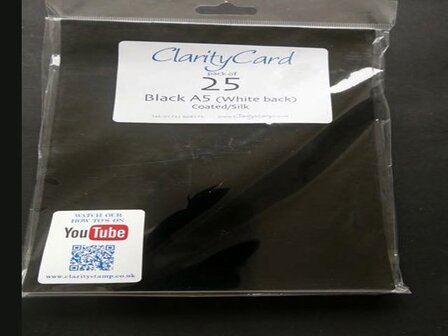 ClarityCard
pack of
25
Black A5 (White back)
Coated/Silk
WATCH OUR
HOW TO'S ON
YouTube
www.claritystamp.co.uk